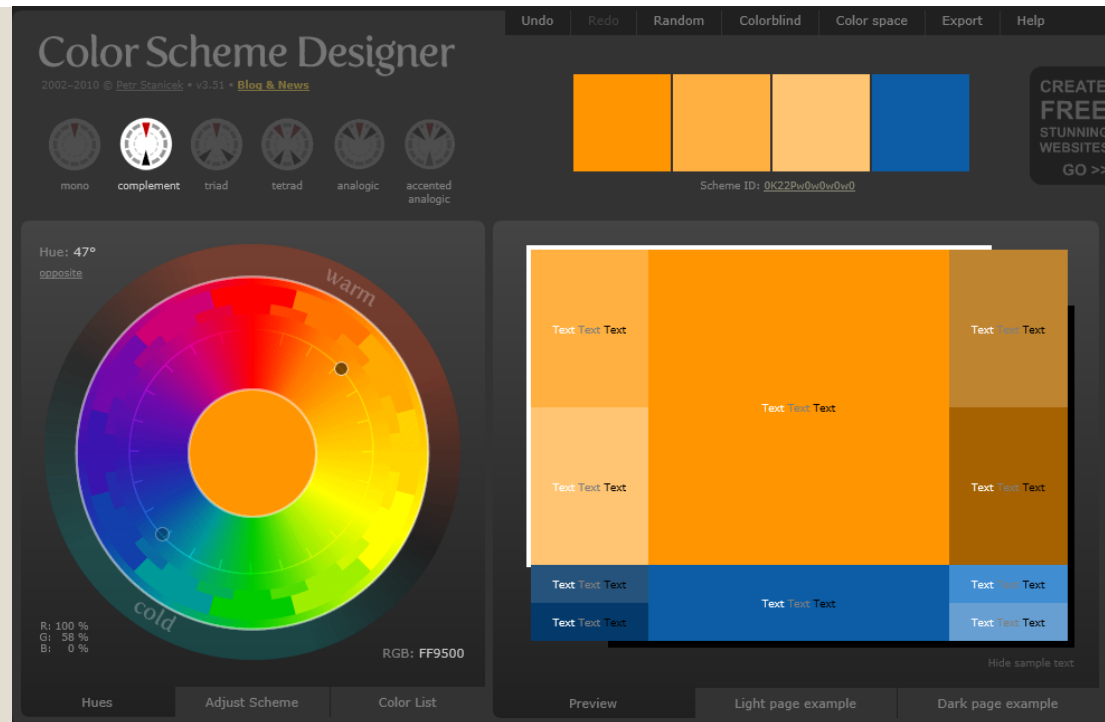 Undo Redo Random Colorblind Color space Export Help
Color Scheme Designer
2002–2010 © Petr Stanicek • v3.51 • Blog & News
CREATE
FREE
STUNNING
WEBSITES
GO >>
mono complement triad tetrad analogic accented
analogic
Scheme ID: 0K22Pw0w0w0w0
Hue: 47°
opposite
warm
cold
R: 100 %
G: 58 %
B: 0 %
RGB: FF9500
Hues Adjust Scheme Color List
Text Text Text
Text Text Text
Text Text Text
Text Text Text
Text Text Text
Text Text Text
Text Text Text
Text Text Text
Text Text Text
Text Text Text
Hide sample text
Preview Light page example Dark page example